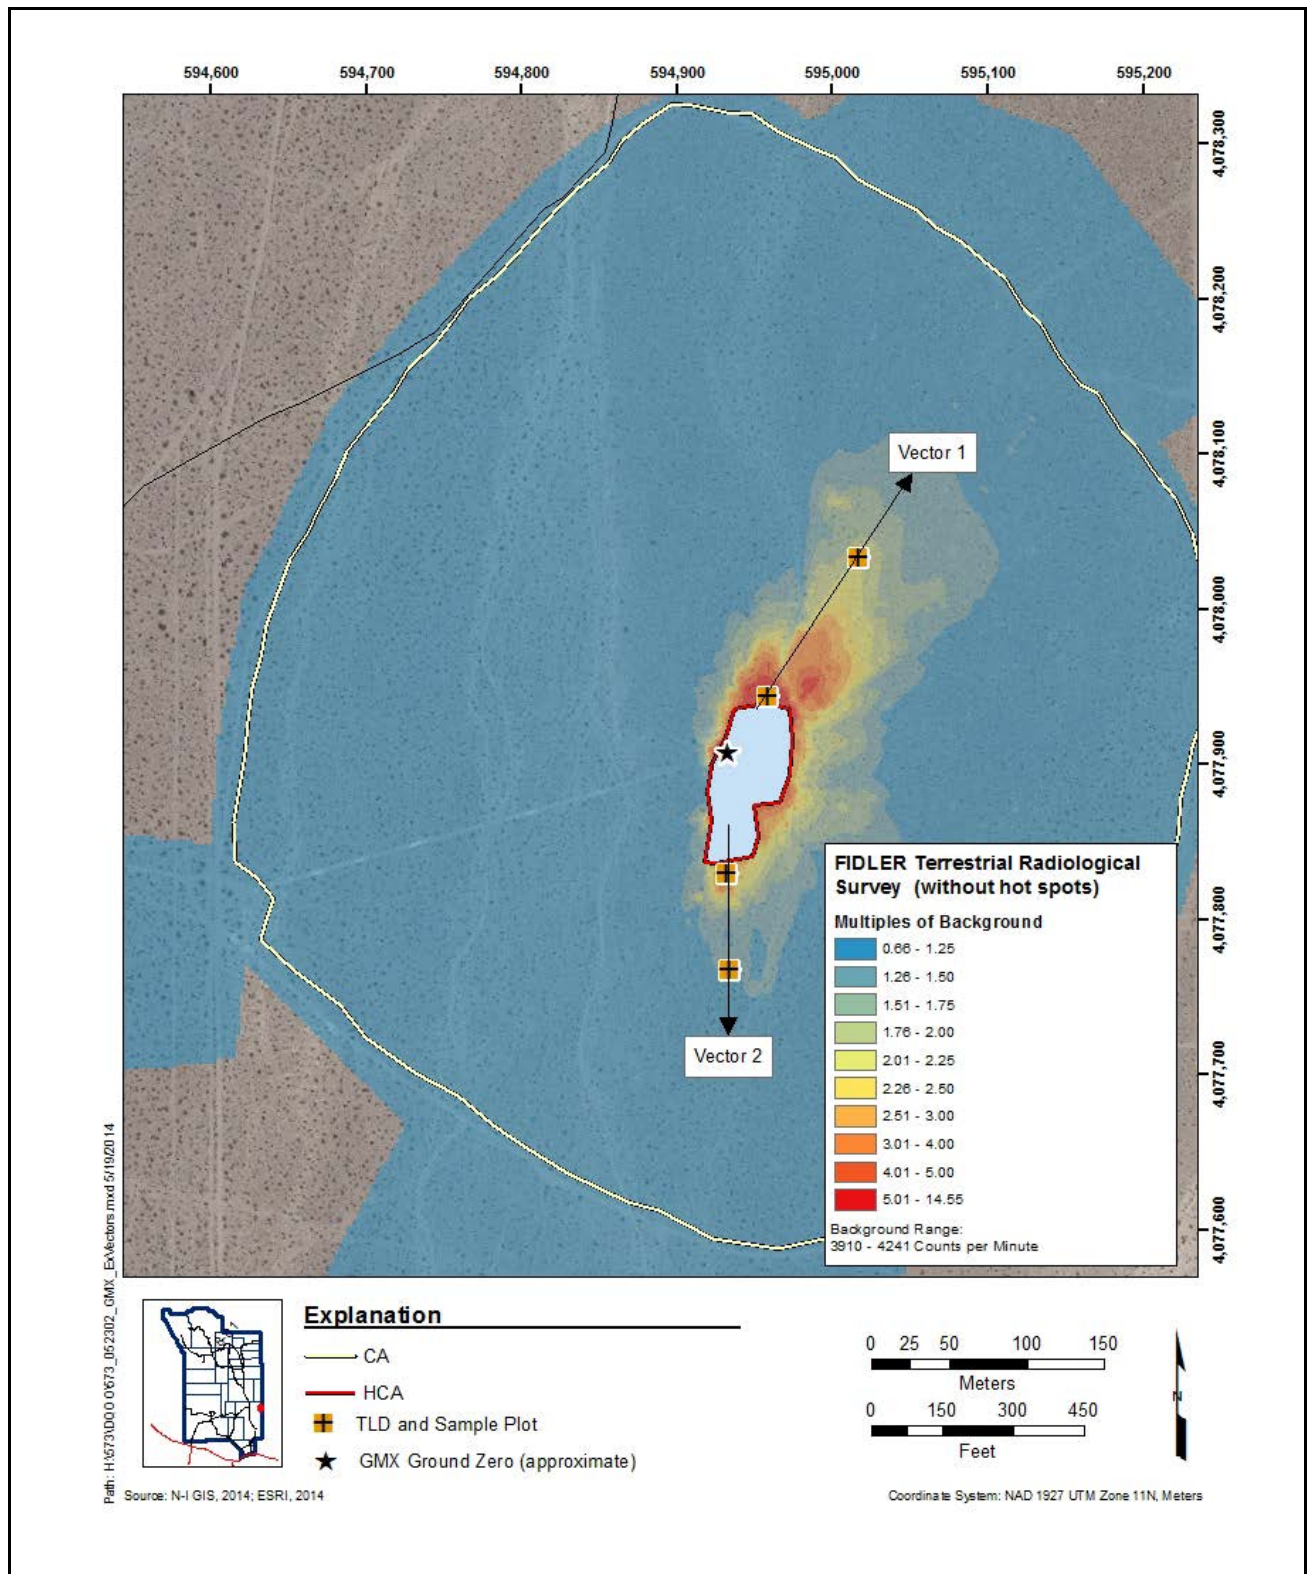 594,600 594,700 594,800 594,900 595,000 595,100 595,200
4,078,300
4,078,200
4,078,100
4,078,000
4,077,900
4,077,800
4,077,700
4,077,600
Vector 1
Vector 2
FIDLER Terrestrial Radiological
Survey (without hot spots)
Multiples of Background
0.66 - 1.25
1.26 - 1.50
1.51 - 1.75
1.76 - 2.00
2.01 - 2.25
2.26 - 2.50
2.51 - 3.00
3.01 - 4.00
4.01 - 5.00
5.01 - 14.55
Background Range:
3910 - 4241 Counts per Minute
Explanation
CA
HCA
TLD and Sample Plot
GMX Ground Zero (approximate)
0 25 50 100 150
Meters
0 150 300 450
Feet
N
Source: N-I GIS, 2014; ESRI, 2014
Coordinate System: NAD 1927 UTM Zone 11N, Meters